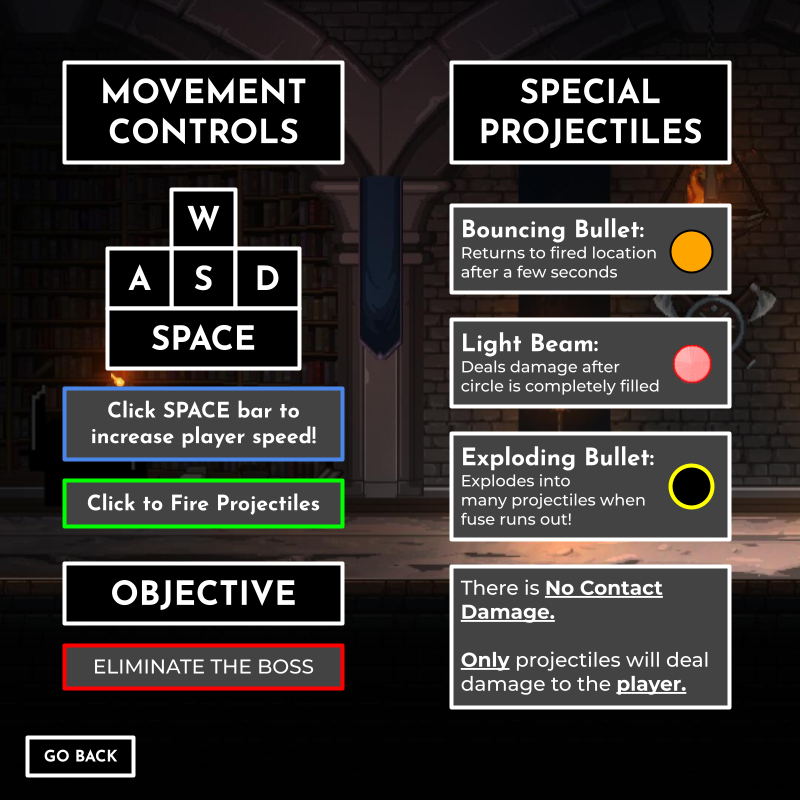 MOVEMENT
CONTROLS
W
A S D
SPACE
Click SPACE bar to
increase player speed!
Click to Fire Projectiles
OBJECTIVE
ELIMINATE THE BOSS
GO BACK
SPECIAL
PROJECTILES
Bouncing Bullet:
Returns to fired location
after a few seconds
Light Beam:
Deals damage after
circle is completely filled
Exploding Bullet:
Explodes into
many projectiles when
fuse runs out!
There is No Contact
Damage.
Only projectiles will deal
damage to the player.